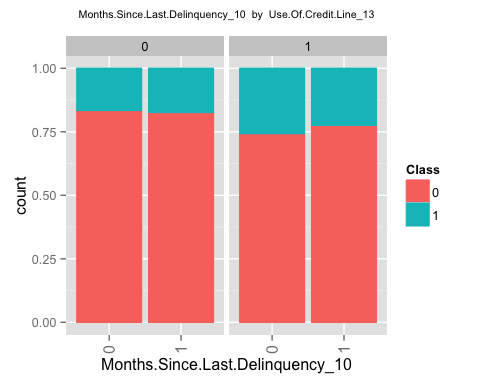 Months.Since.Last.Delinquency_10 by Use.Of.Credit.Line_13
0 1
1.00
0.75
0.50
0.25
0.00
count
0 1 0 1
Months.Since.Last.Delinquency_10
Class
0
1